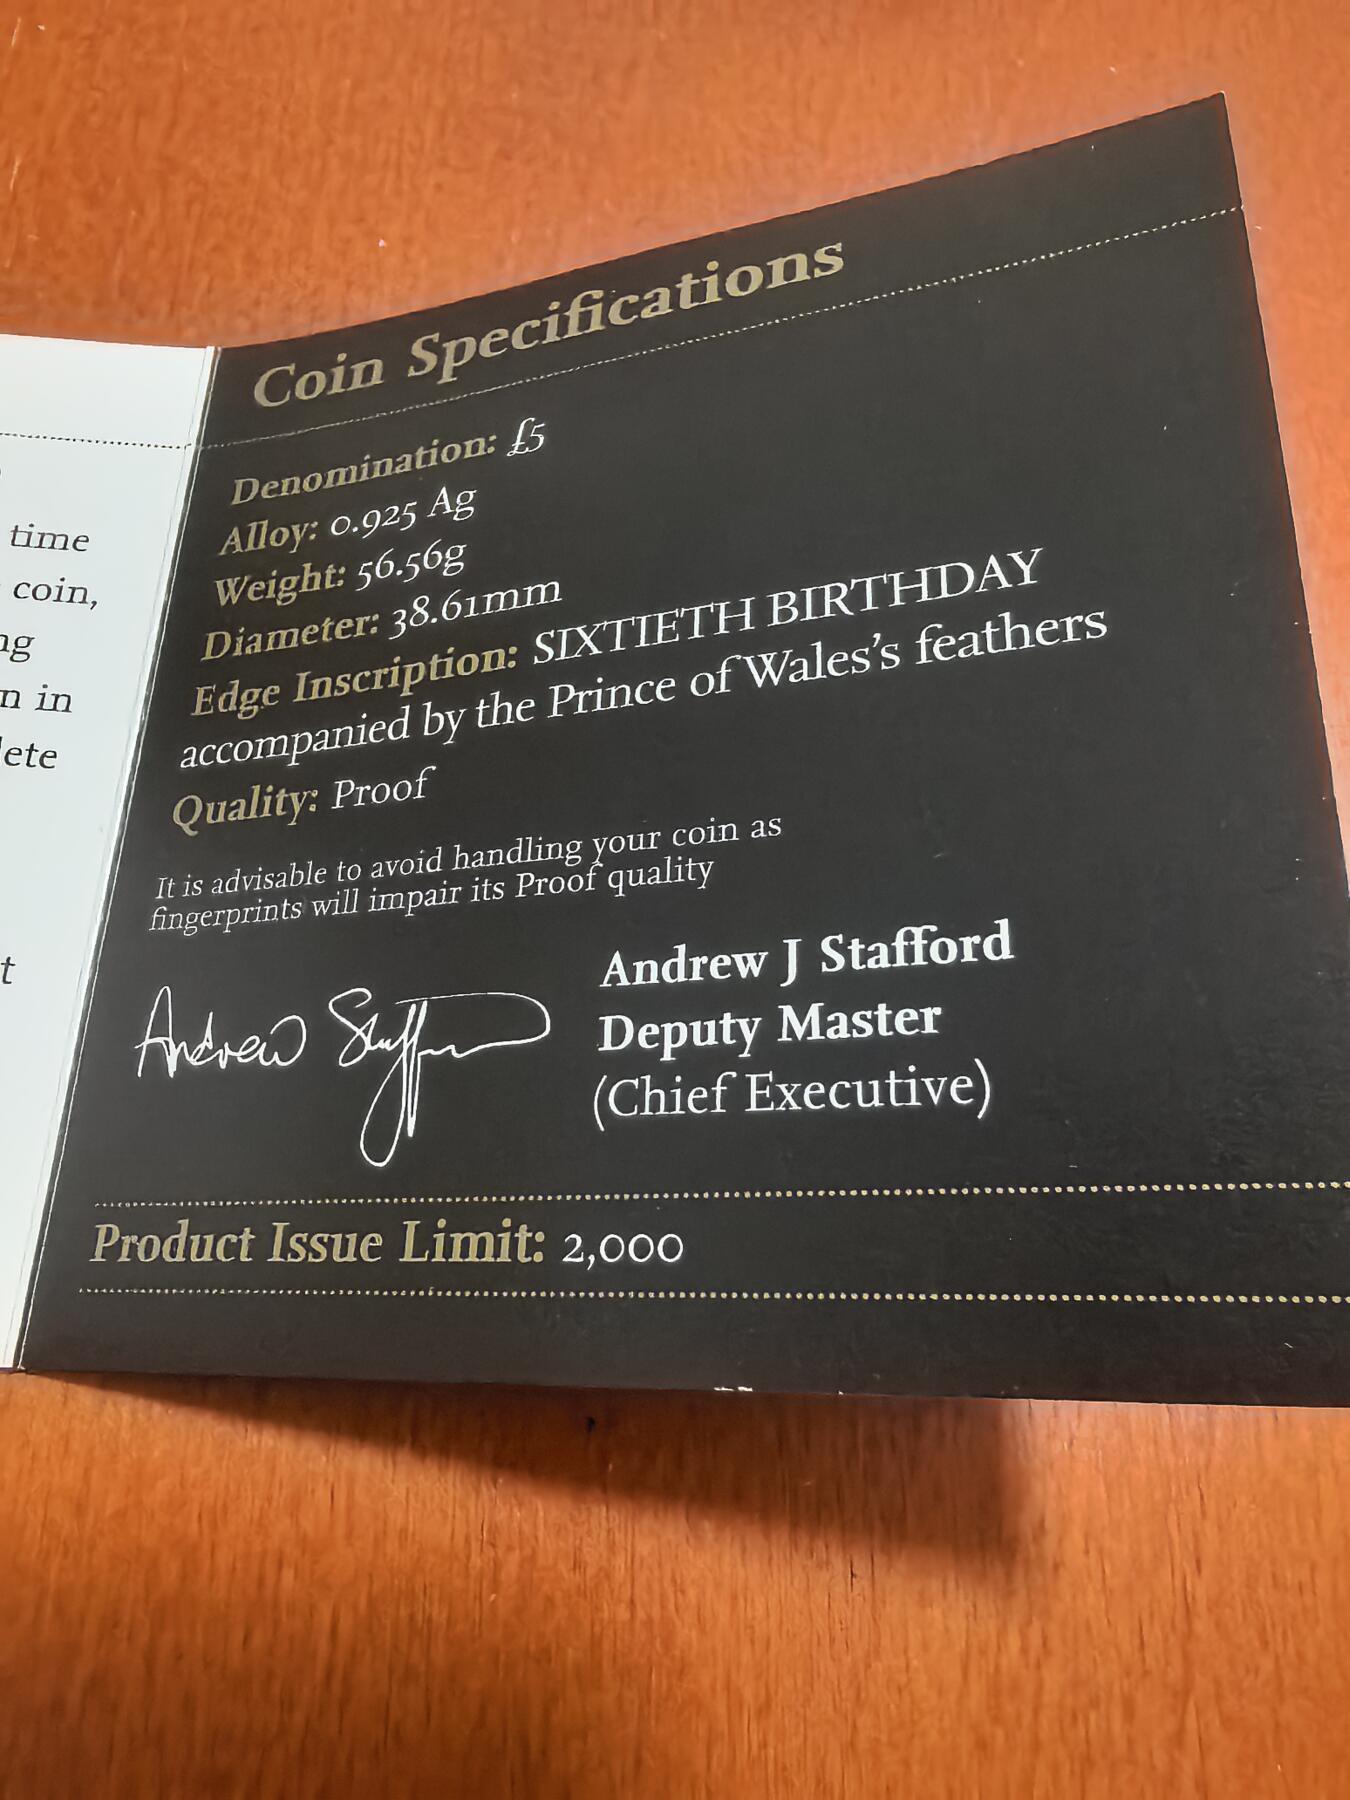 time
coin,
n in
t
Coin Specifications
Denomination: £5
Alloy: 0.925 Ag
Weight: 56.56g
Diameter: 38.61mm
Edge Inscription: SIXTIETH BIRTHDAY
accompanied by the Prince of Wales's feathers
Quality: Proof
It is advisable to avoid handling your coin as
fingerprints will impair its Proof quality
Andrew Stafford
Andrew J Stafford
Deputy Master
(Chief Executive)
Product Issue Limit: 2,000